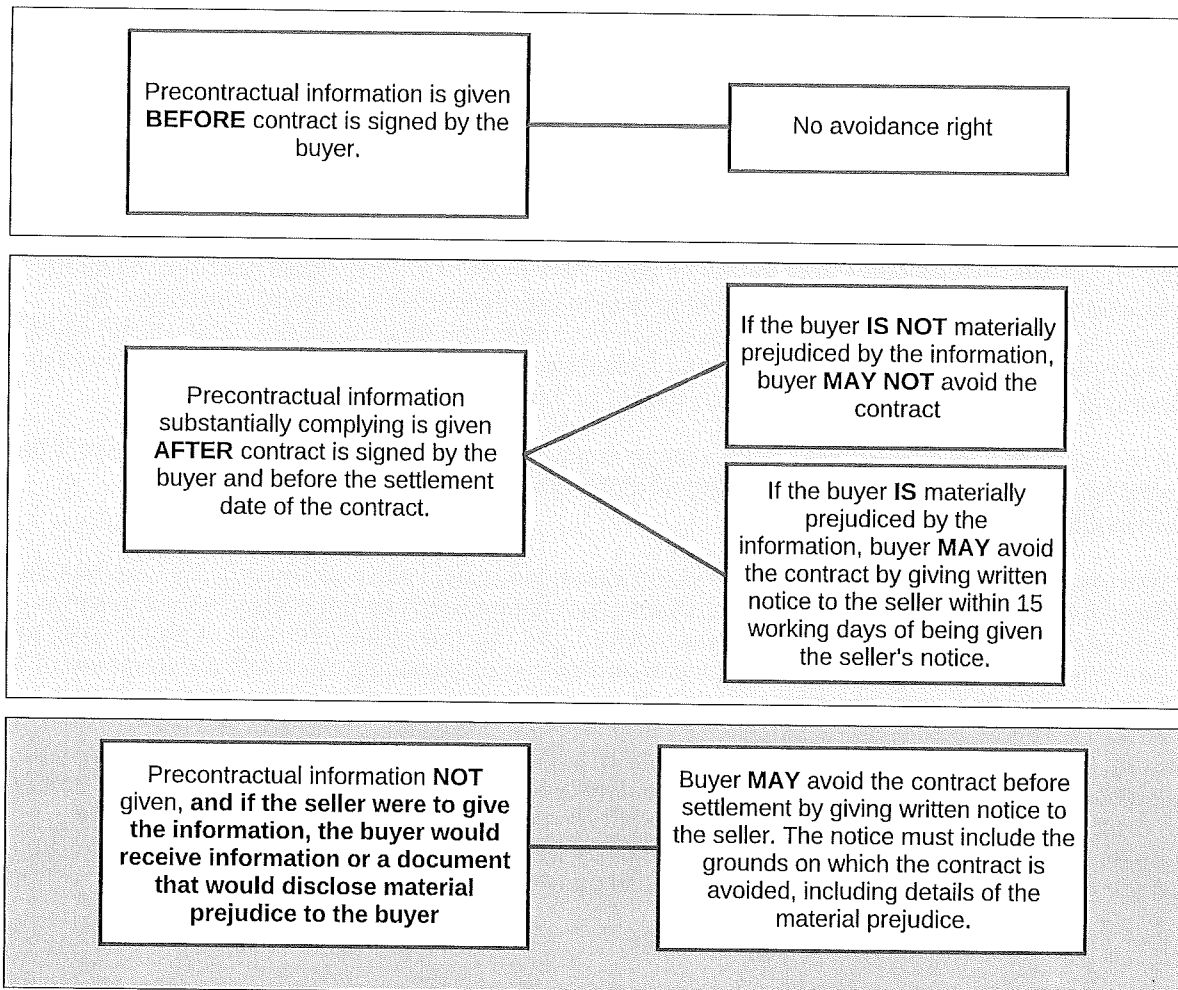 Precontractual information is given
BEFORE contract is signed by the
buyer.
No avoidance right
Precontractual information
substantially complying is given
AFTER contract is signed by the
buyer and before the settlement
date of the contract.
If the buyer IS NOT materially
prejudiced by the information,
buyer MAY NOT avoid the
contract
If the buyer IS materially
prejudiced by the
information, buyer MAY avoid
the contract by giving written
notice to the seller within 15
working days of being given
the seller's notice.
Precontractual information NOT
given, and if the seller were to give
the information, the buyer would
receive information or a document
that would disclose material
prejudice to the buyer
Buyer MAY avoid the contract before
settlement by giving written notice to
the seller. The notice must include the
grounds on which the contract is
avoided, including details of the
material prejudice.